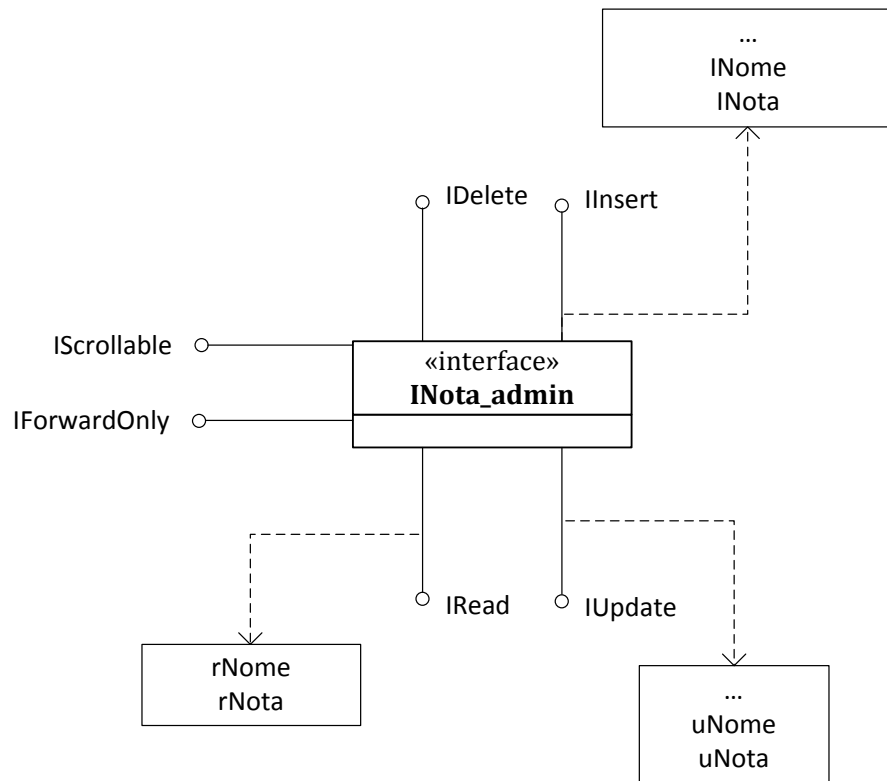 ...
INome
INota
IDelete
IInsert
IScrollable
«interface»
INota_admin
IForwardOnly
IRead
IUpdate
rNome
rNota
...
uNome
uNota